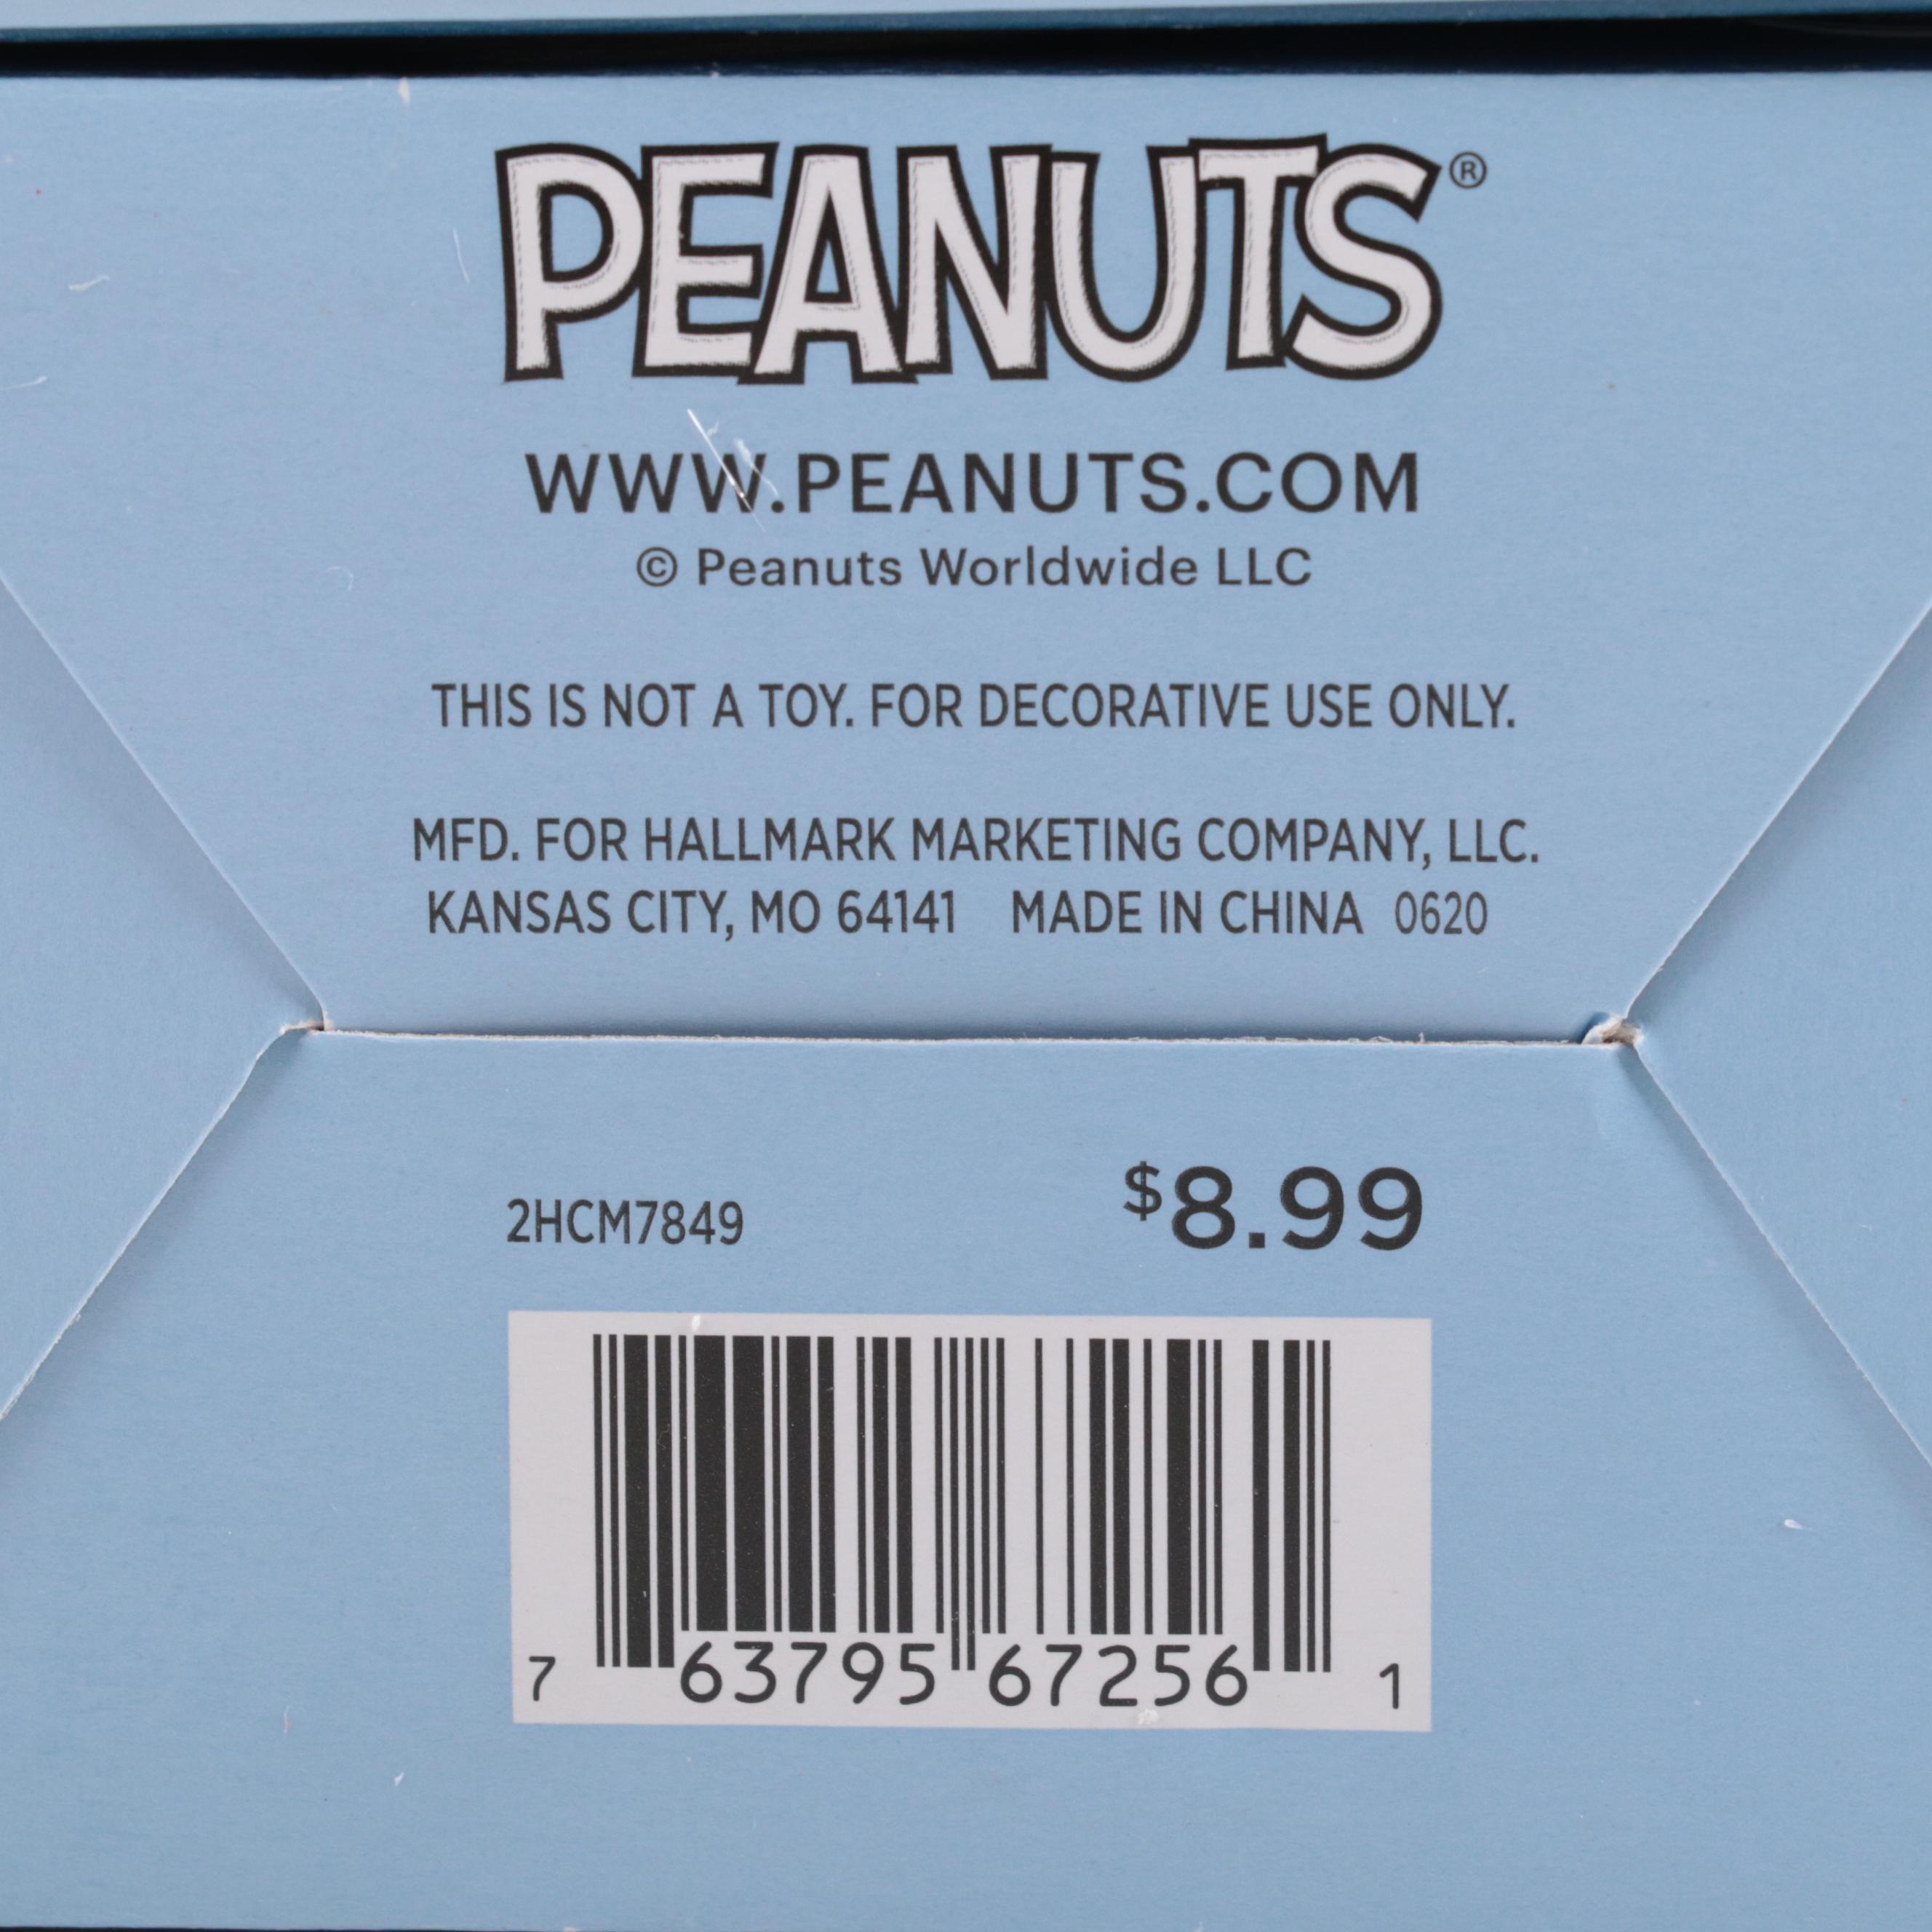 PEANUTS®
WWW.PEANUTS.COM
© Peanuts Worldwide LLC
THIS IS NOT A TOY. FOR DECORATIVE USE ONLY.
MFD. FOR HALLMARK MARKETING COMPANY, LLC.
KANSAS CITY, MO 64141 MADE IN CHINA 0620
2HCM7849 $8.99
7 63795 67256 1